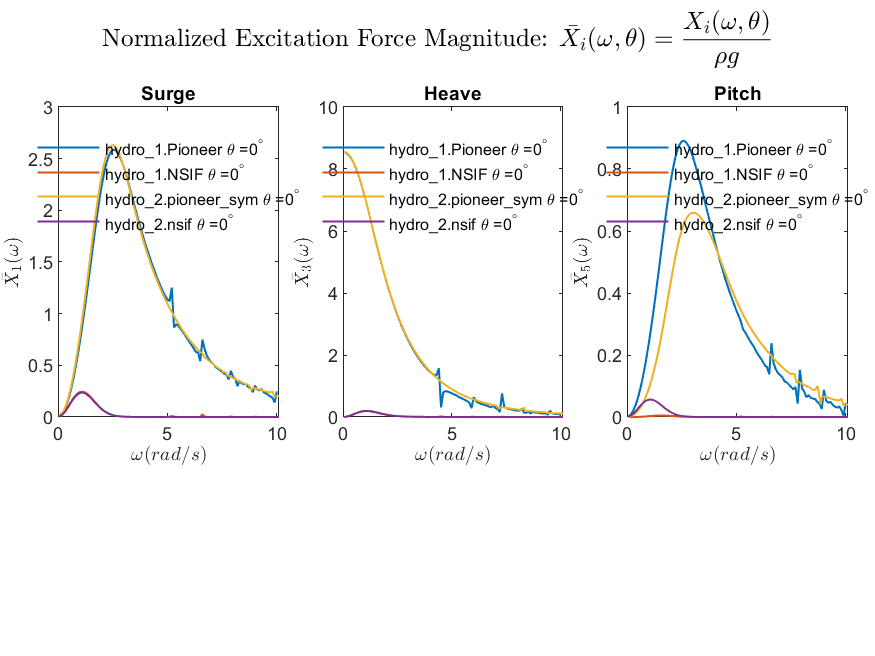 Normalized Excitation Force Magnitude: X̄ᵢ(ω, θ) = Xᵢ(ω, θ) / ρg
Surge
3
2.5
2
1.5
1
0.5
0
X̄₁(ω)
hydro_1.Pioneer θ =0°
hydro_1.NSIF θ =0°
hydro_2.pioneer_sym θ =0°
hydro_2.nsif θ =0°
0 5 10
ω(rad/s)
Heave
10
8
6
4
2
0
X̄₃(ω)
hydro_1.Pioneer θ =0°
hydro_1.NSIF θ =0°
hydro_2.pioneer_sym θ =0°
hydro_2.nsif θ =0°
0 5 10
ω(rad/s)
Pitch
1
0.8
0.6
0.4
0.2
0
X̄₅(ω)
hydro_1.Pioneer θ =0°
hydro_1.NSIF θ =0°
hydro_2.pioneer_sym θ =0°
hydro_2.nsif θ =0°
0 5 10
ω(rad/s)